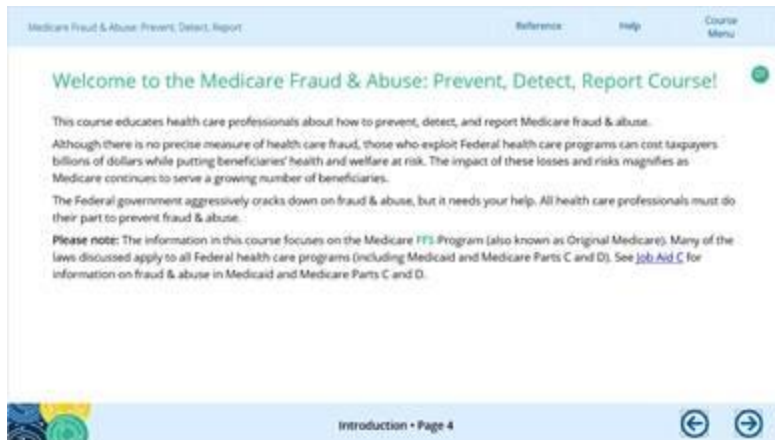 Medicare Fraud & Abuse: Prevent, Detect, Report
Reference
Help
Course
Menu
Welcome to the Medicare Fraud & Abuse: Prevent, Detect, Report Course!
This course educates health care professionals about how to prevent, detect, and report Medicare fraud & abuse.
Although there is no precise measure of health care fraud, those who exploit Federal health care programs can cost taxpayers
billions of dollars while putting beneficiaries' health and welfare at risk. The impact of these losses and risks magnifies as
Medicare continues to serve a growing number of beneficiaries.
The Federal government aggressively cracks down on fraud & abuse, but it needs your help. All health care professionals must do
their part to prevent fraud & abuse.
Please note: The information in this course focuses on the Medicare FFS Program (also known as Original Medicare). Many of the
laws discussed apply to all Federal health care programs (including Medicaid and Medicare Parts C and D). See Job Aid C for
information on fraud & abuse in Medicaid and Medicare Parts C and D.
Introduction • Page 4